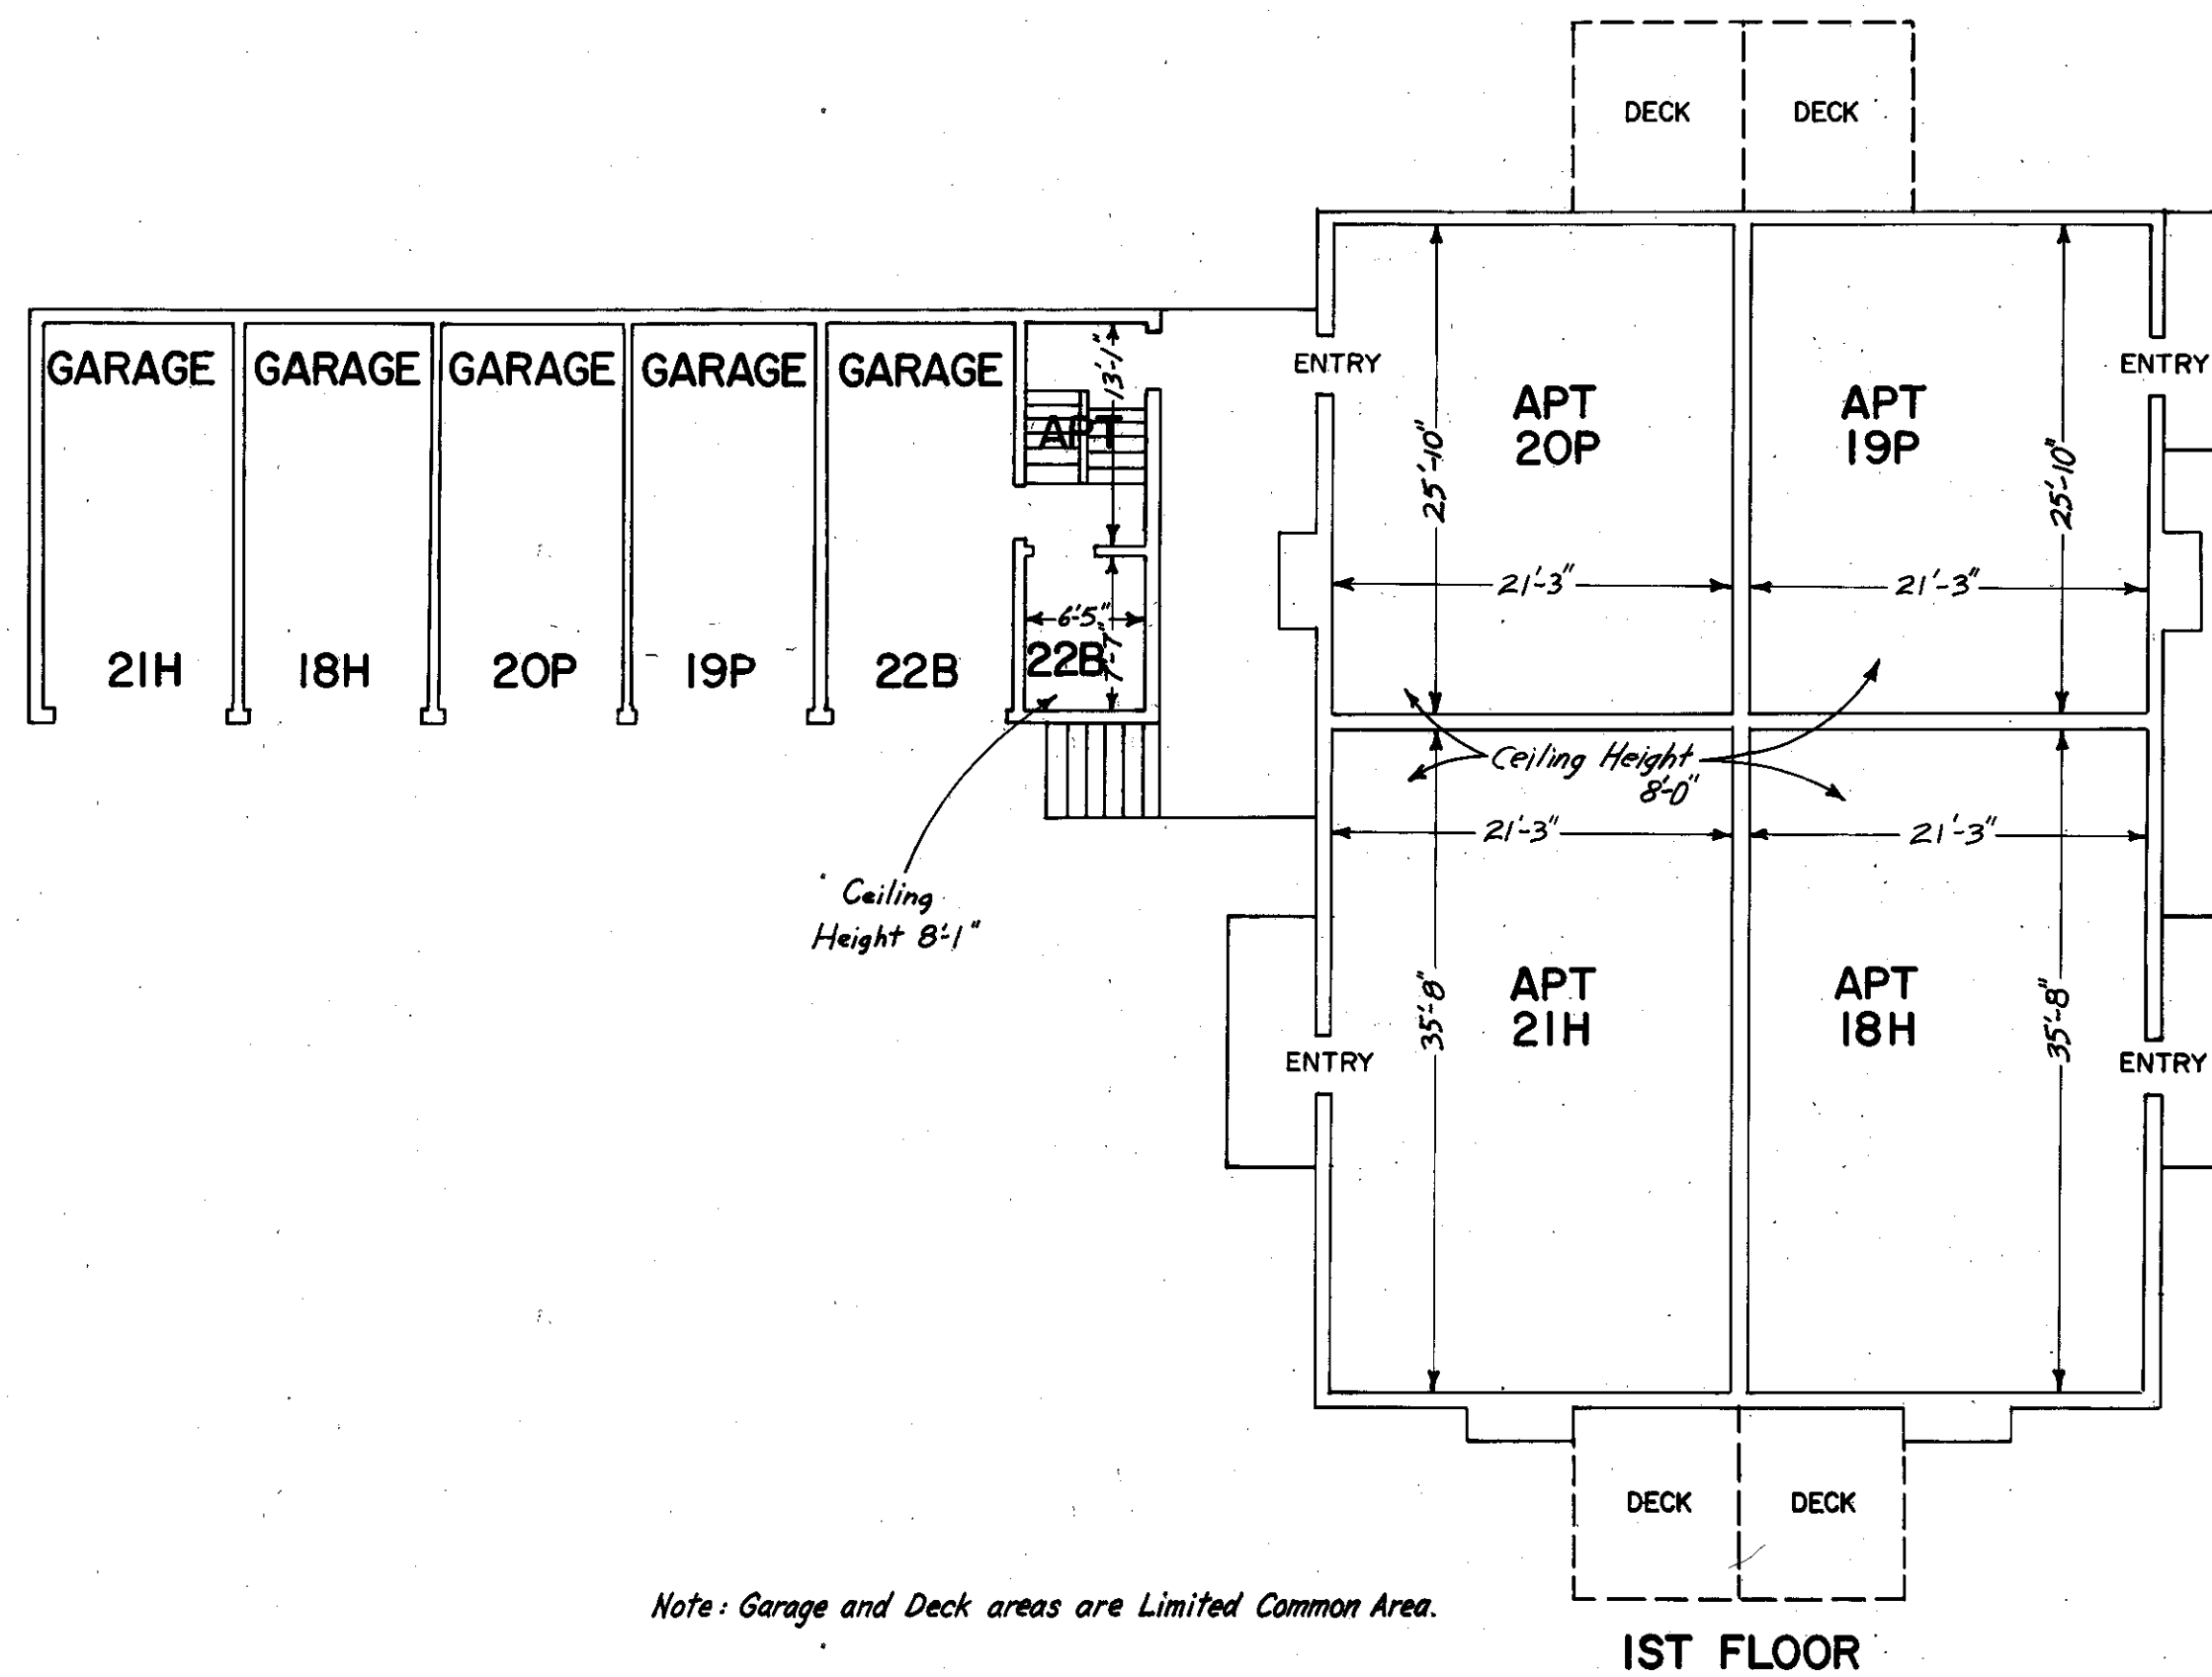 DECK DECK
GARAGE GARAGE GARAGE GARAGE GARAGE
13'-1"
APT
21H 18H 20P 19P 22B
6'-5"
22B
7'-7"
Ceiling
Height 8'-1"
ENTRY
APT
20P
25'-10"
21'-3"
ENTRY
APT
19P
25'-10"
21'-3"
Ceiling Height
8'-0"
21'-3"
21'-3"
35'-8"
APT
21H
ENTRY
APT
18H
35'-8"
ENTRY
DECK DECK
Note: Garage and Deck areas are Limited Common Area.
1ST FLOOR